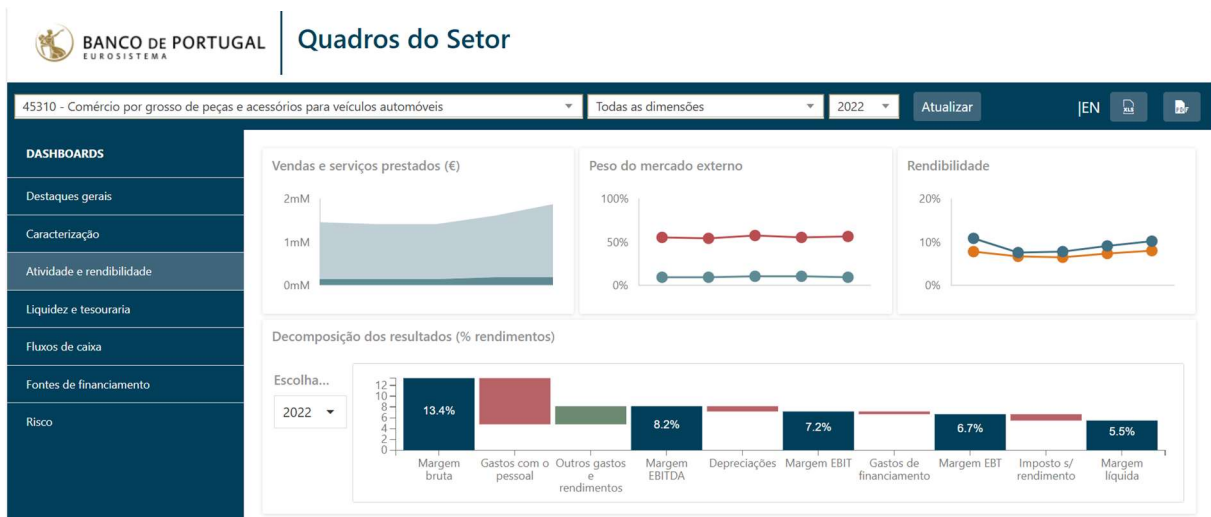 BANCO DE PORTUGAL
EUROSISTEMA
Quadros do Setor
45310 - Comércio por grosso de peças e acessórios para veículos automóveis
Todas as dimensões
2022
Atualizar
|EN
XLS
PDF
DASHBOARDS
Destaques gerais
Caracterização
Atividade e rendibilidade
Liquidez e tesouraria
Fluxos de caixa
Fontes de financiamento
Risco
Vendas e serviços prestados (€)
2mM
1mM
0mM
Peso do mercado externo
100%
50%
0%
Rendibilidade
20%
10%
0%
Decomposição dos resultados (% rendimentos)
Escolha...
2022
12
10
8
6
4
2
0
13.4%
8.2%
7.2%
6.7%
5.5%
Margem
bruta
Gastos com o
pessoal
Outros gastos
e
rendimentos
Margem
EBITDA
Depreciações
Margem EBIT
Gastos de
financiamento
Margem EBT
Imposto s/
rendimento
Margem
líquida